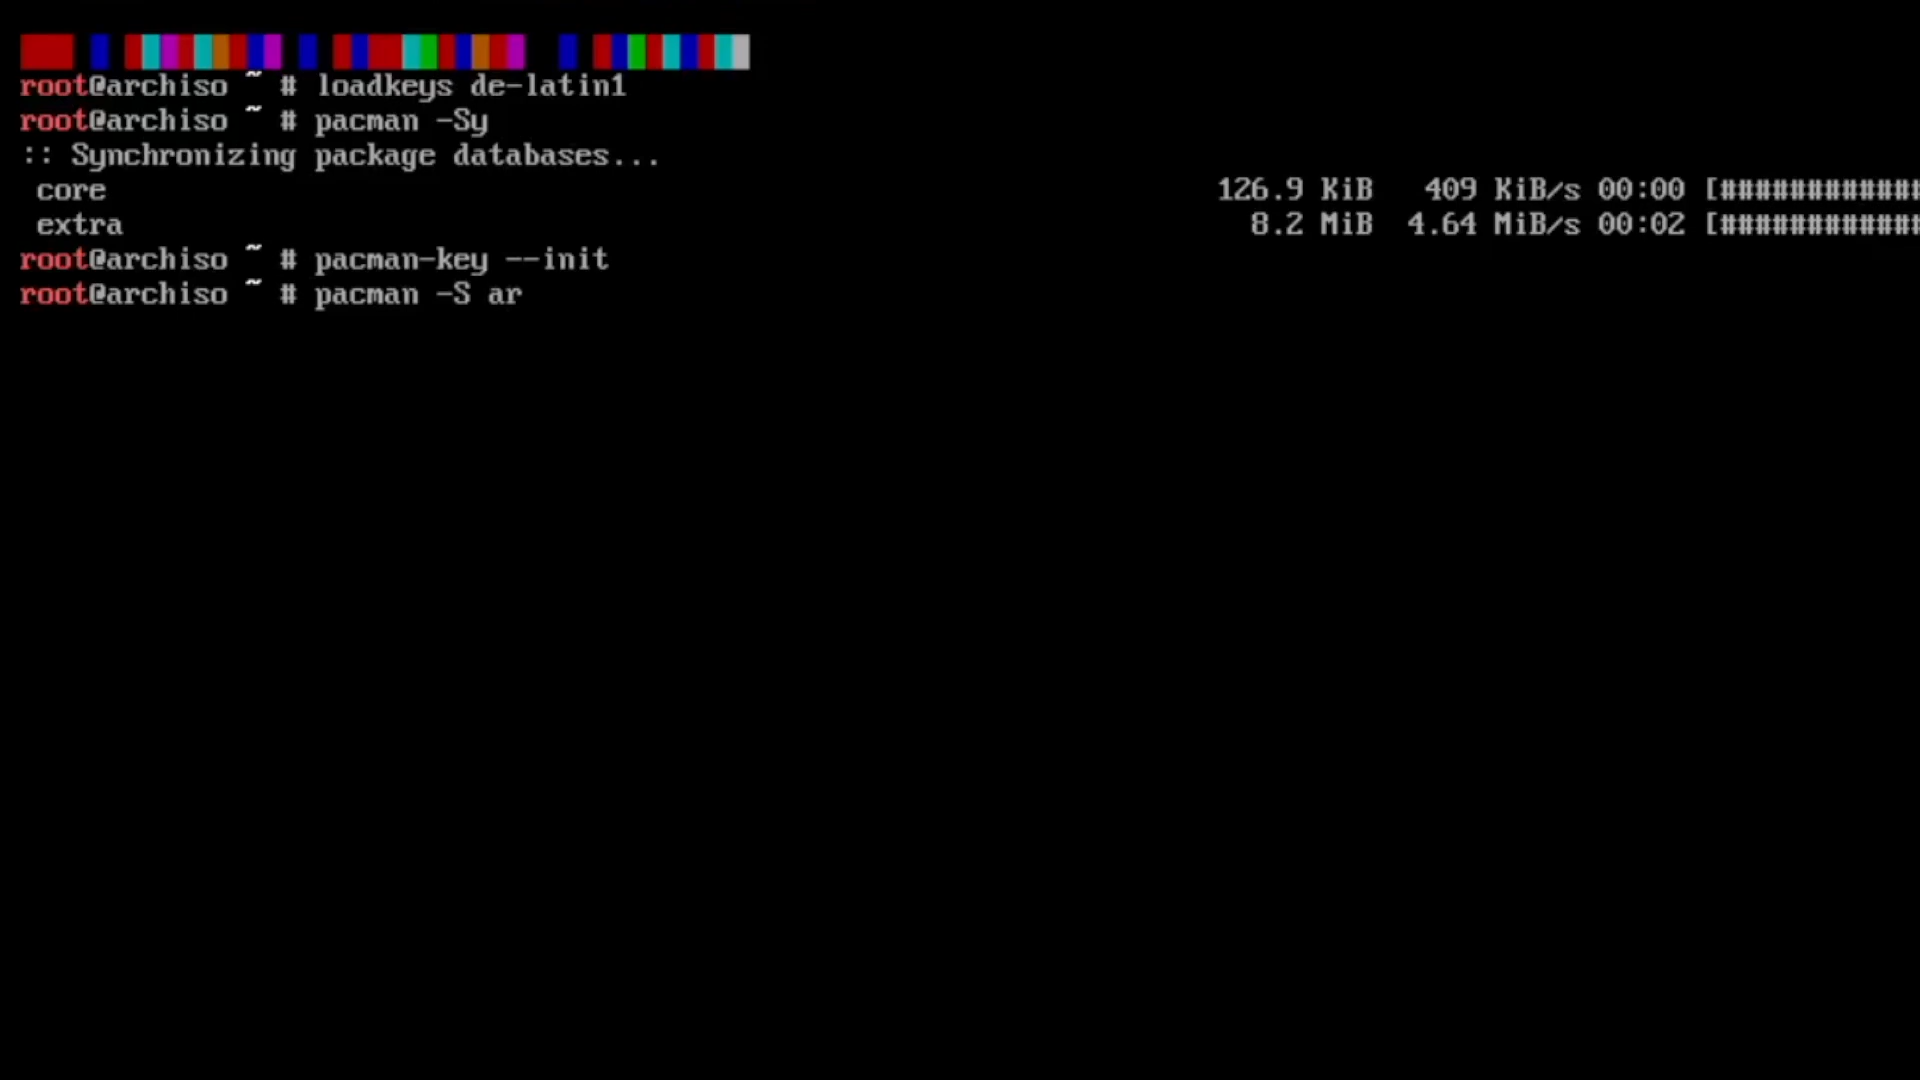 root@archiso ~ # loadkeys de-latin1
root@archiso ~ # pacman -Sy
:: Synchronizing package databases...
core 126.9 KiB 409 KiB/s 00:00 [############
extra 8.2 MiB 4.64 MiB/s 00:02 [############
root@archiso ~ # pacman-key --init
root@archiso ~ # pacman -S ar